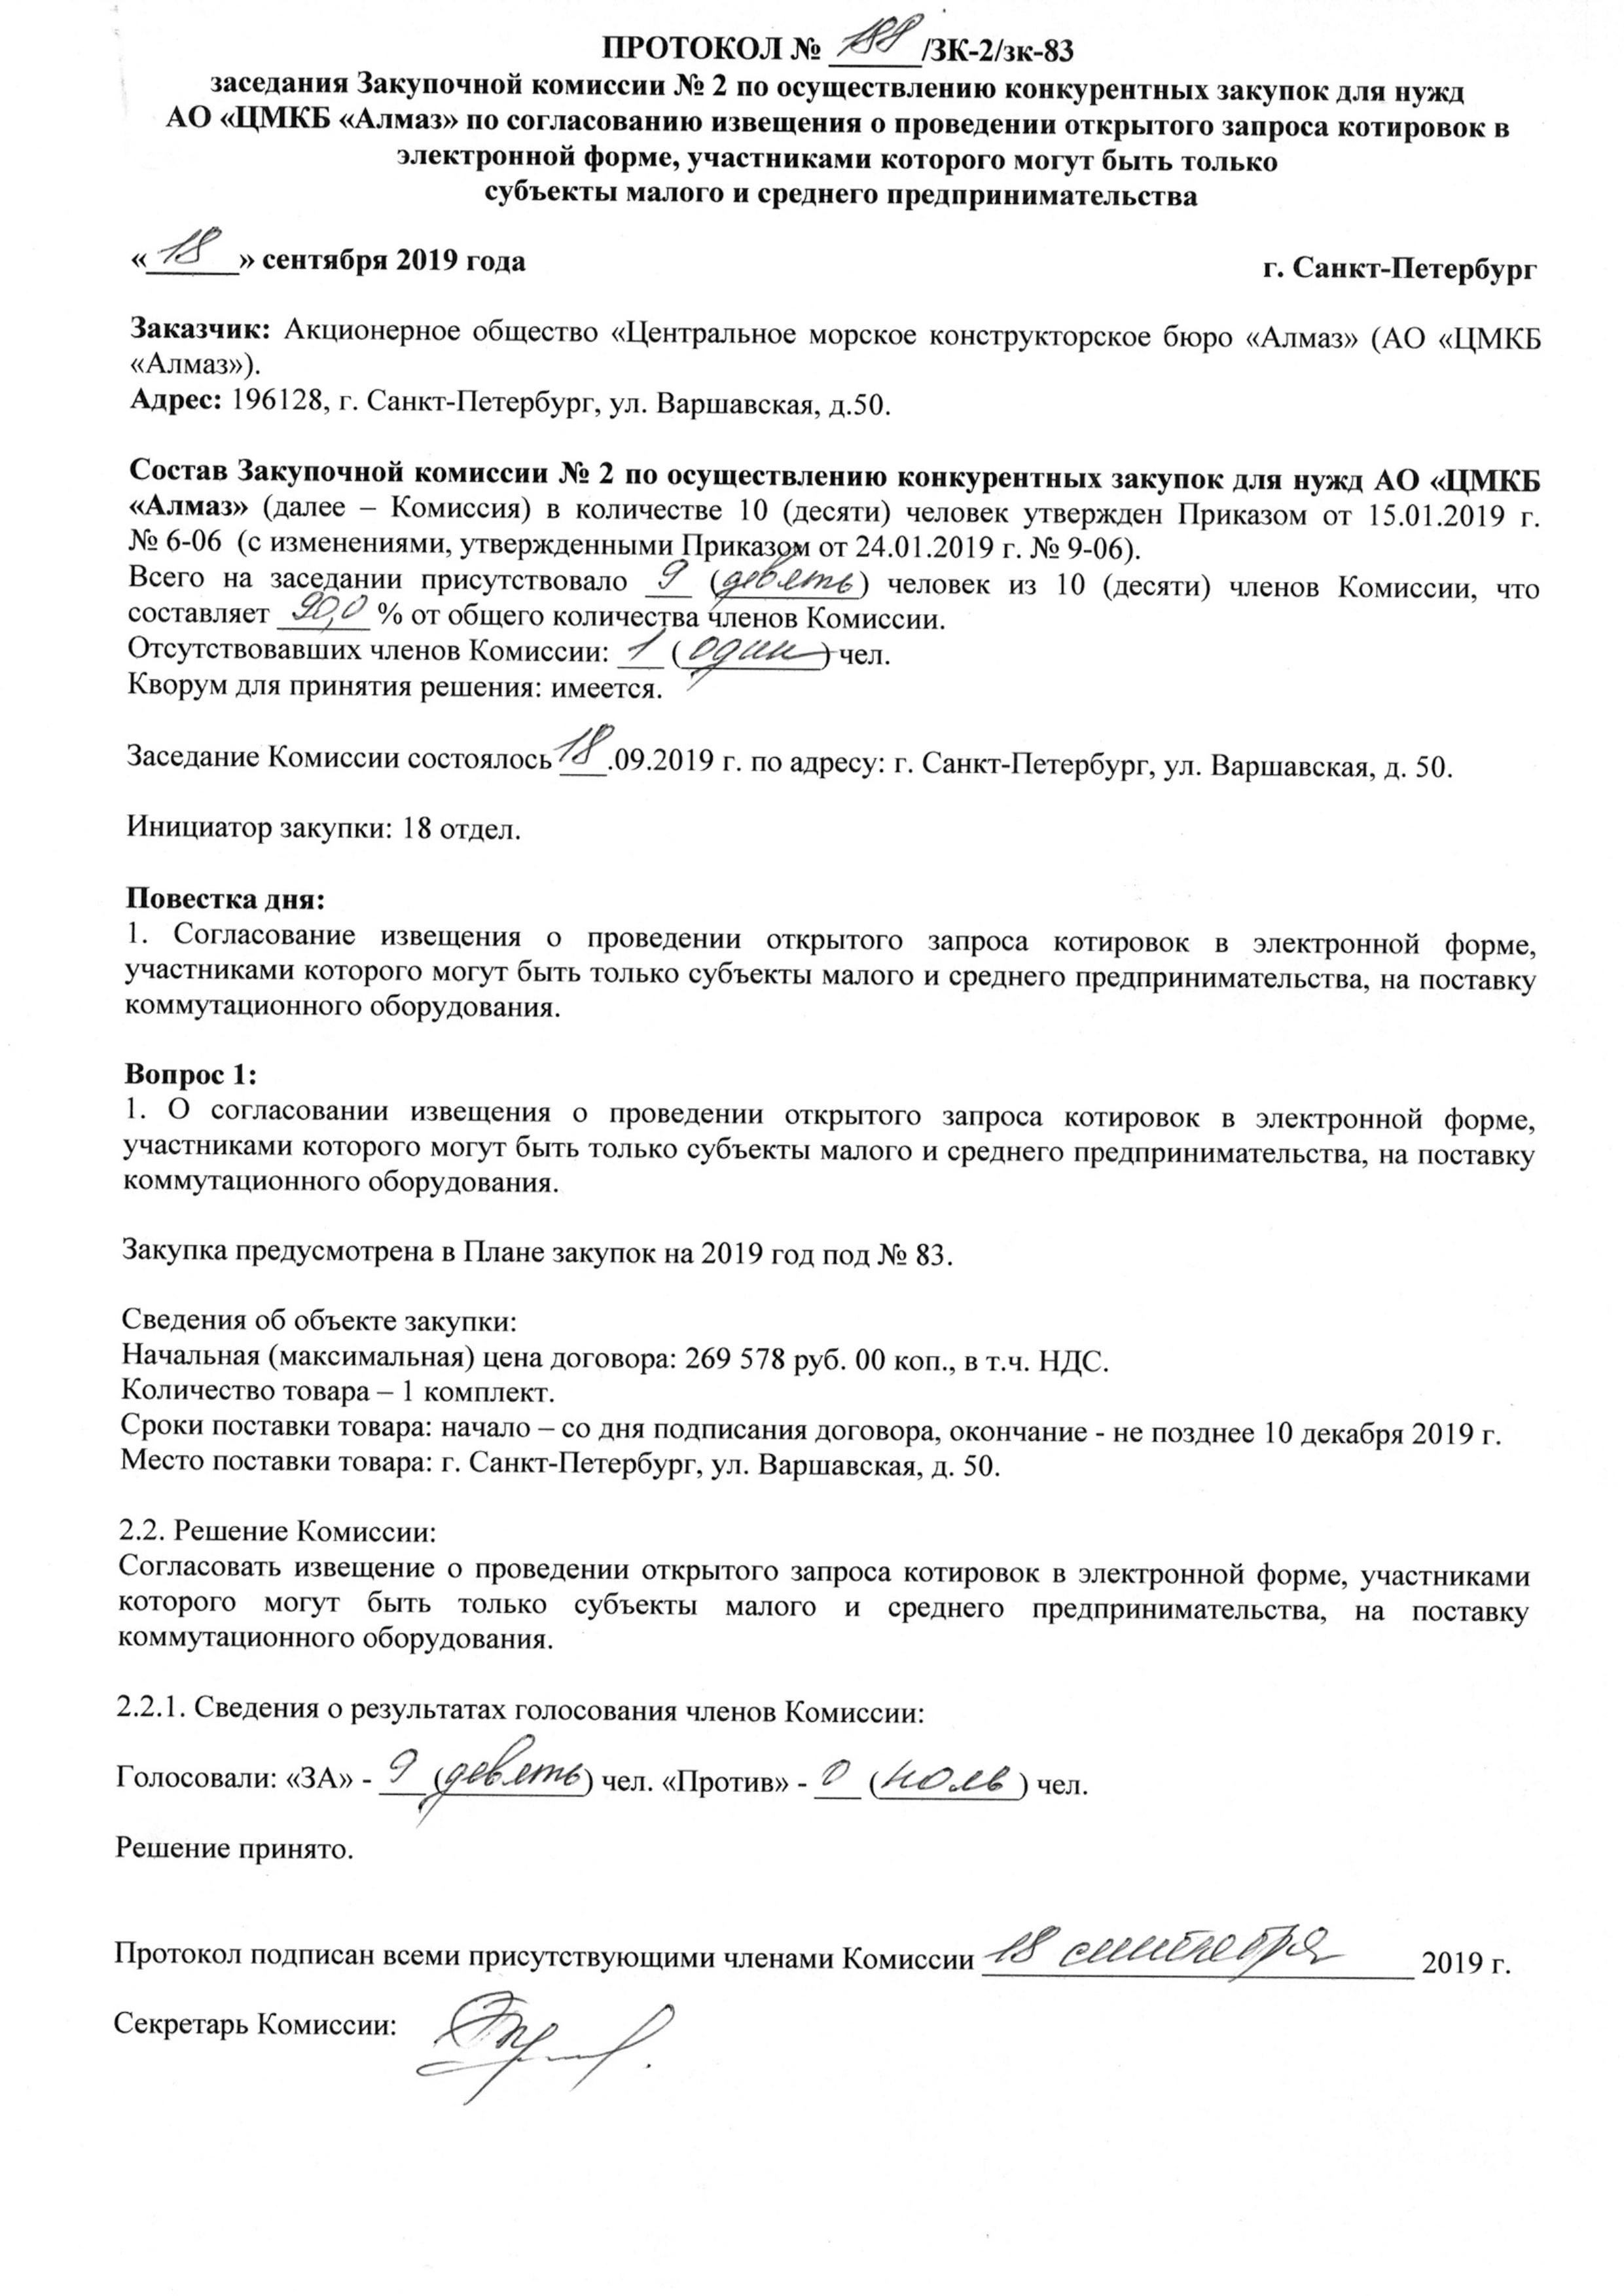 ПРОТОКОЛ № 188/ЗК-2/зк-83
заседания Закупочной комиссии № 2 по осуществлению конкурентных закупок для нужд
АО «ЦМКБ «Алмаз» по согласованию извещения о проведении открытого запроса котировок в
электронной форме, участниками которого могут быть только
субъекты малого и среднего предпринимательства
«18» сентября 2019 года г. Санкт-Петербург
Заказчик: Акционерное общество «Центральное морское конструкторское бюро «Алмаз» (АО «ЦМКБ
«Алмаз»).
Адрес: 196128, г. Санкт-Петербург, ул. Варшавская, д.50.
Состав Закупочной комиссии № 2 по осуществлению конкурентных закупок для нужд АО «ЦМКБ
«Алмаз» (далее – Комиссия) в количестве 10 (десяти) человек утвержден Приказом от 15.01.2019 г.
№ 6-06 (с изменениями, утвержденными Приказом от 24.01.2019 г. № 9-06).
Всего на заседании присутствовало 9 (девять) человек из 10 (десяти) членов Комиссии, что
составляет 90,0 % от общего количества членов Комиссии.
Отсутствовавших членов Комиссии: 1 (один) чел.
Кворум для принятия решения: имеется.
Заседание Комиссии состоялось 18.09.2019 г. по адресу: г. Санкт-Петербург, ул. Варшавская, д. 50.
Инициатор закупки: 18 отдел.
Повестка дня:
1. Согласование извещения о проведении открытого запроса котировок в электронной форме,
участниками которого могут быть только субъекты малого и среднего предпринимательства, на поставку
коммутационного оборудования.
Вопрос 1:
1. О согласовании извещения о проведении открытого запроса котировок в электронной форме,
участниками которого могут быть только субъекты малого и среднего предпринимательства, на поставку
коммутационного оборудования.
Закупка предусмотрена в Плане закупок на 2019 год под № 83.
Сведения об объекте закупки:
Начальная (максимальная) цена договора: 269 578 руб. 00 коп., в т.ч. НДС.
Количество товара – 1 комплект.
Сроки поставки товара: начало – со дня подписания договора, окончание - не позднее 10 декабря 2019 г.
Место поставки товара: г. Санкт-Петербург, ул. Варшавская, д. 50.
2.2. Решение Комиссии:
Согласовать извещение о проведении открытого запроса котировок в электронной форме, участниками
которого могут быть только субъекты малого и среднего предпринимательства, на поставку
коммутационного оборудования.
2.2.1. Сведения о результатах голосования членов Комиссии:
Голосовали: «ЗА» - 9 (девять) чел. «Против» - 0 (ноль) чел.
Решение принято.
Протокол подписан всеми присутствующими членами Комиссии 18 сентября 2019 г.
Секретарь Комиссии: